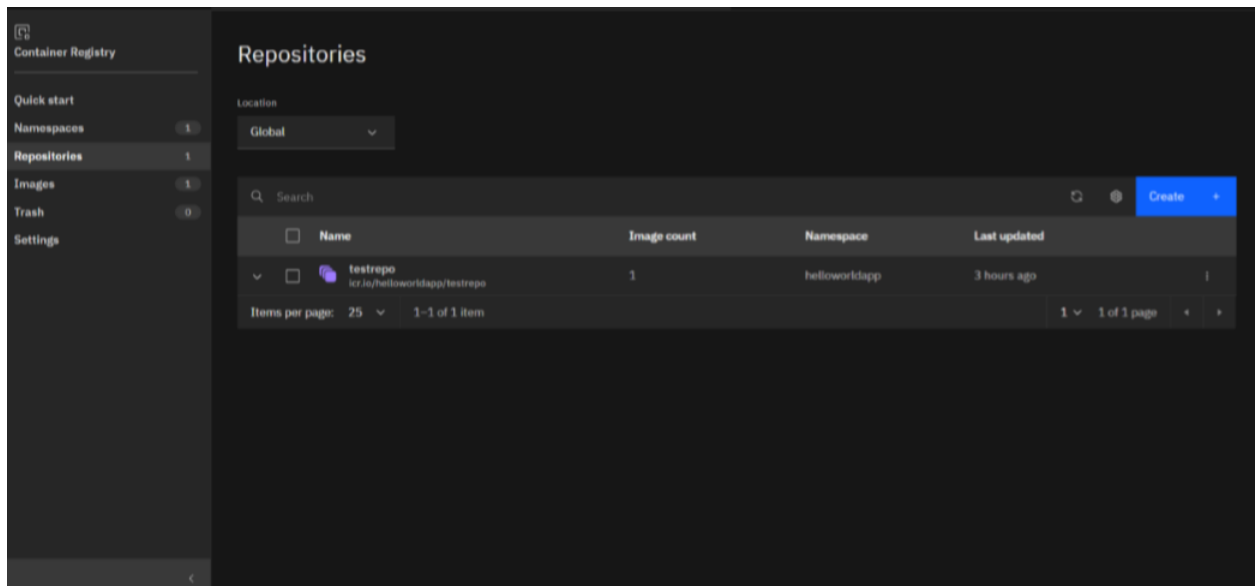 Container Registry
Quick start
Namespaces 1
Repositories 1
Images 1
Trash 0
Settings
Repositories
Location
Global
Search
Create +
Name Image count Namespace Last updated
testrepo 1 helloworldapp 3 hours ago
icr.io/helloworldapp/testrepo
Items per page: 25 1–1 of 1 item 1 1 of 1 page